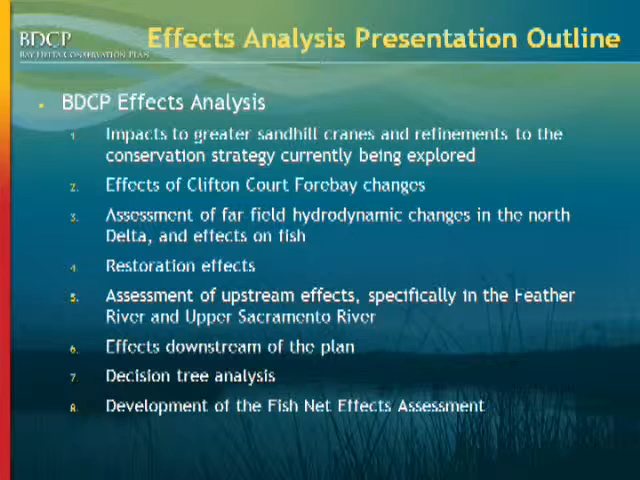 BDCP
BAY DELTA CONSERVATION PLAN
Effects Analysis Presentation Outline
• BDCP Effects Analysis
1. Impacts to greater sandhill cranes and refinements to the
conservation strategy currently being explored
2. Effects of Clifton Court Forebay changes
3. Assessment of far field hydrodynamic changes in the north
Delta, and effects on fish
4. Restoration effects
5. Assessment of upstream effects, specifically in the Feather
River and Upper Sacramento River
6. Effects downstream of the plan
7. Decision tree analysis
8. Development of the Fish Net Effects Assessment